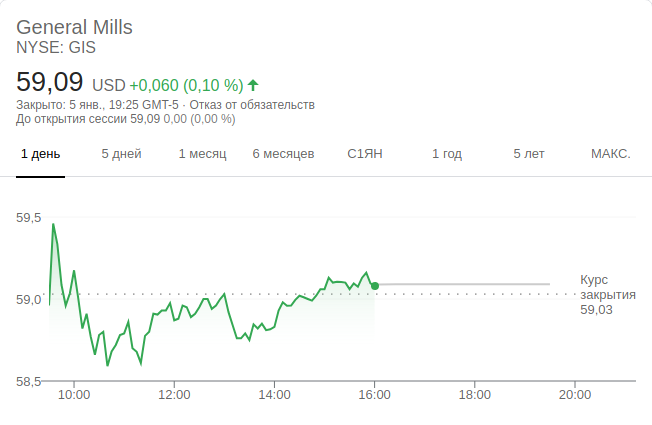 General Mills
NYSE: GIS
59,09 USD +0,060 (0,10 %)
Закрыто: 5 янв., 19:25 GMT-5 · Отказ от обязательств
До открытия сессии 59,09 0,00 (0,00 %)
1 день 5 дней 1 месяц 6 месяцев С1ЯН 1 год 5 лет МАКС.
59,5
59,0
58,5
Курс
закрытия
59,03
10:00 12:00 14:00 16:00 18:00 20:00